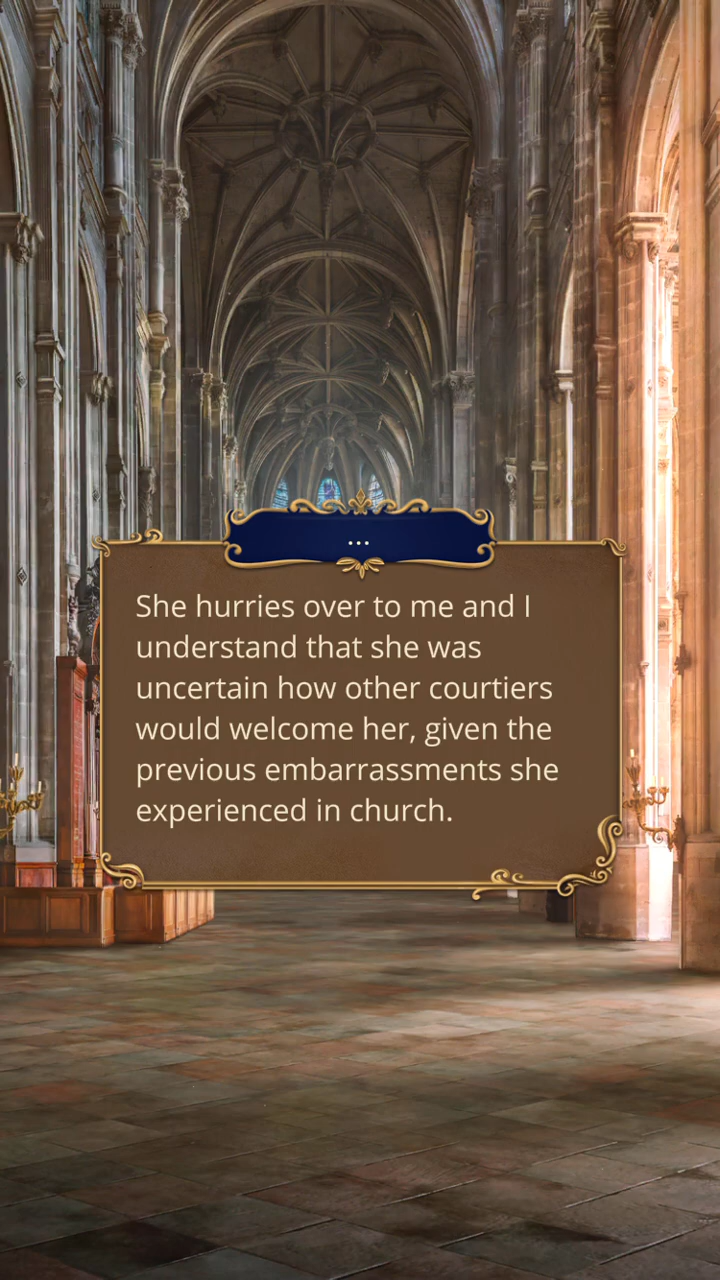 ...
She hurries over to me and I
understand that she was
uncertain how other courtiers
would welcome her, given the
previous embarrassments she
experienced in church.